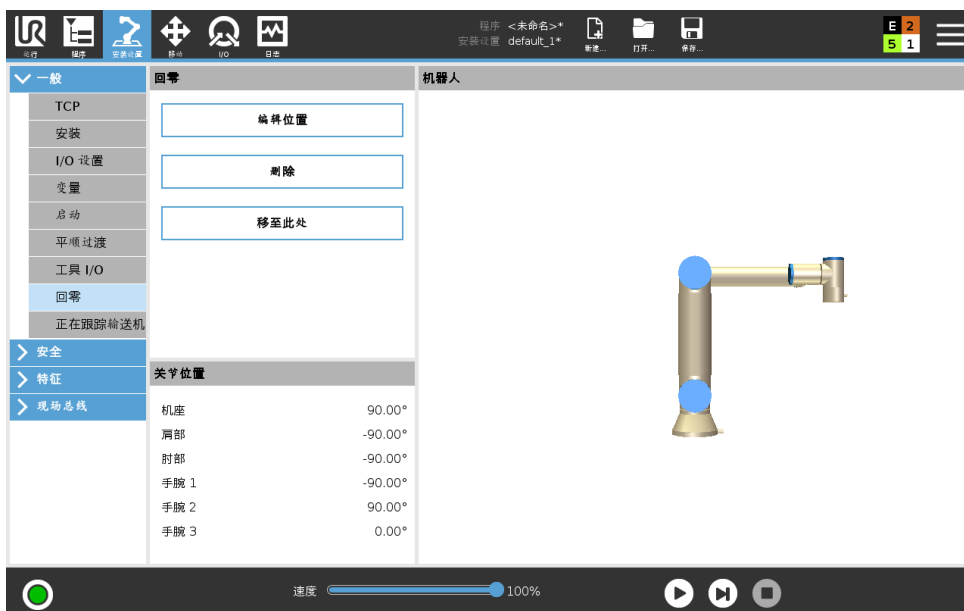 程序 <未命名>*
安装设置 default_1*
E 2
5 1
运行 程序 安装设置 移动 I/O 日志 新建... 打开... 保存...
一般
TCP
安装
I/O 设置
变量
启动
平顺过渡
工具 I/O
回零
正在跟踪输送机
安全
特征
现场总线
回零
编辑位置
删除
移至此处
关节位置
机座 90.00°
肩部 -90.00°
肘部 -90.00°
手腕 1 -90.00°
手腕 2 90.00°
手腕 3 0.00°
机器人
速度 100%